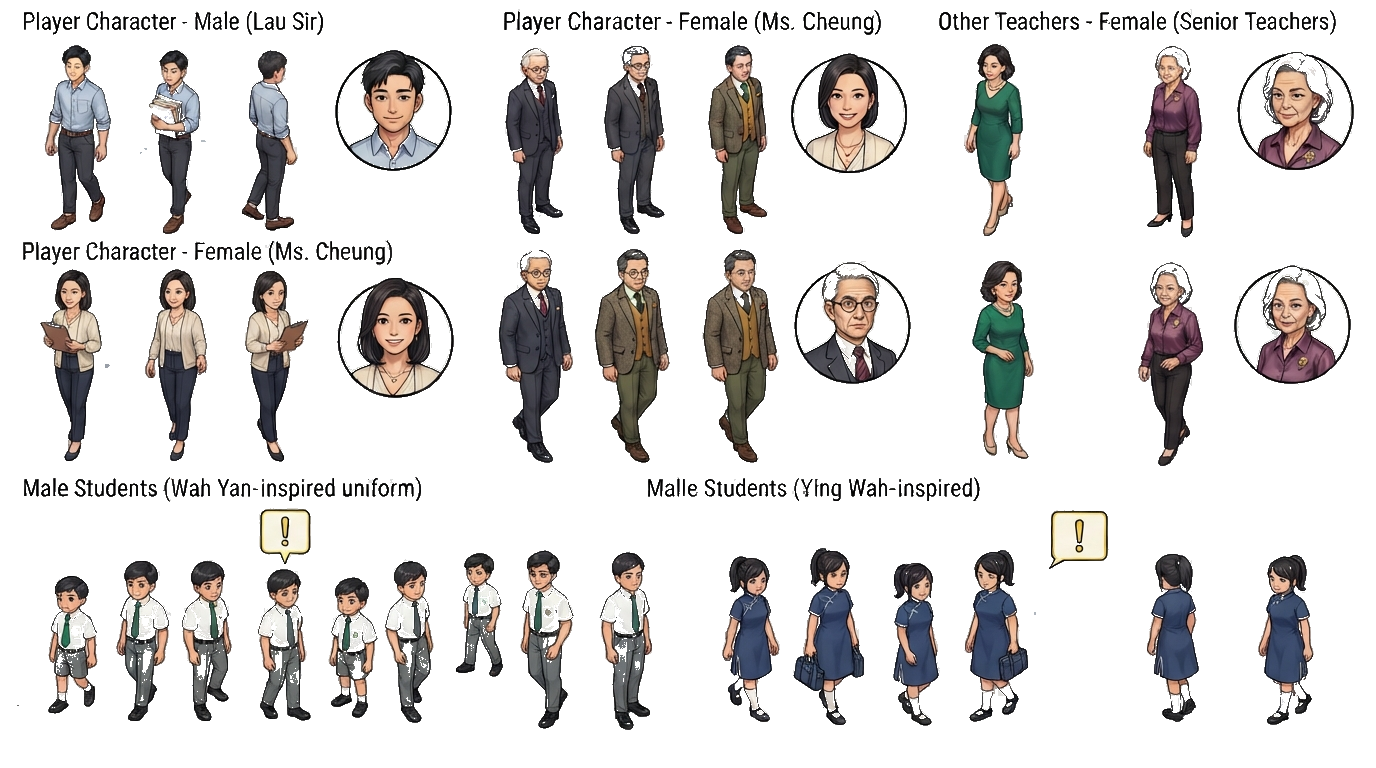 Player Character - Male (Lau Sir)
Player Character - Female (Ms. Cheung)
Other Teachers - Female (Senior Teachers)
Player Character - Female (Ms. Cheung)
Male Students (Wah Yan-inspired uniform)
Malle Students (YIng Wah-inspired)
!
!